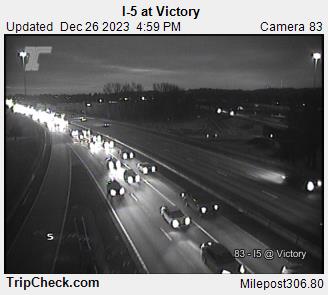 I-5 at Victory
Updated Dec 26 2023 4:59 PM Camera 83
T
S
83 - I5 @ Victory
TripCheck.com Milepost306.80